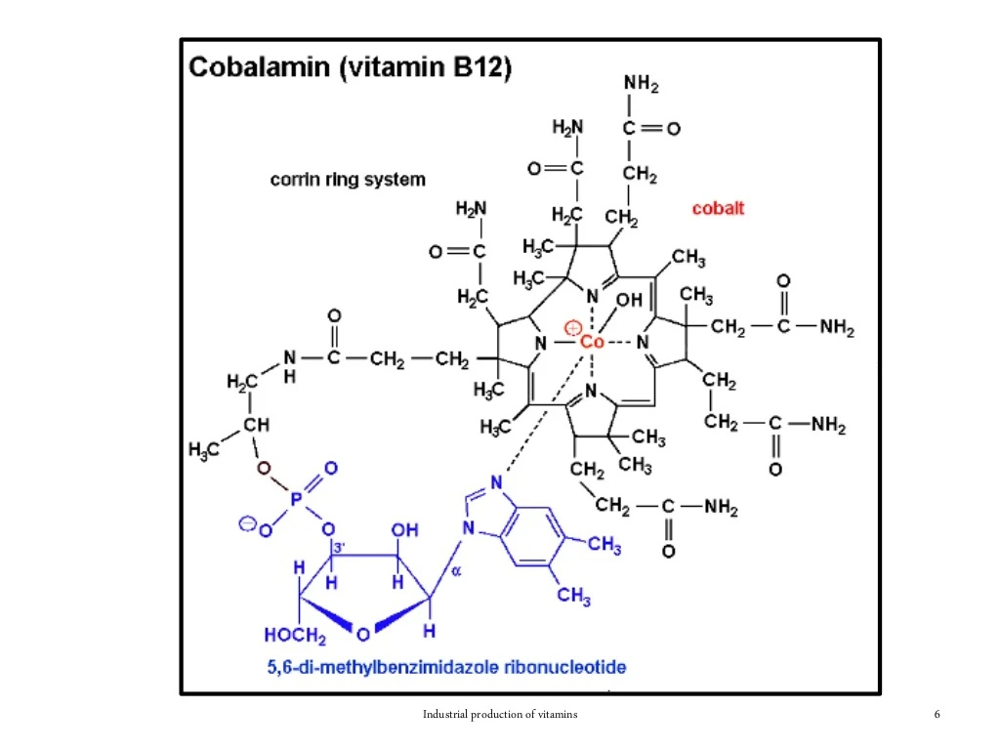 Cobalamin (vitamin B12)
NH2
H2N
C=O
O=C
CH2
corrin ring system
H2N
H2C CH2
cobalt
O=C
H3C
CH3
H3C
O
H2C
N
OH
CH3
CH2 — C — NH2
O
N
⊕
Co
N
N — C — CH2 — CH2
H
H2C
H3C
N
CH2
CH
H3C
CH2 — C — NH2
H3C
CH3
O
O
CH2
CH3
O
N
P
CH2 — C — NH2
⊖O
O
OH
N
CH3
O
3'
H
H
H
α
CH3
HOCH2
O
H
5,6-di-methylbenzimidazole ribonucleotide
Industrial production of vitamins
6